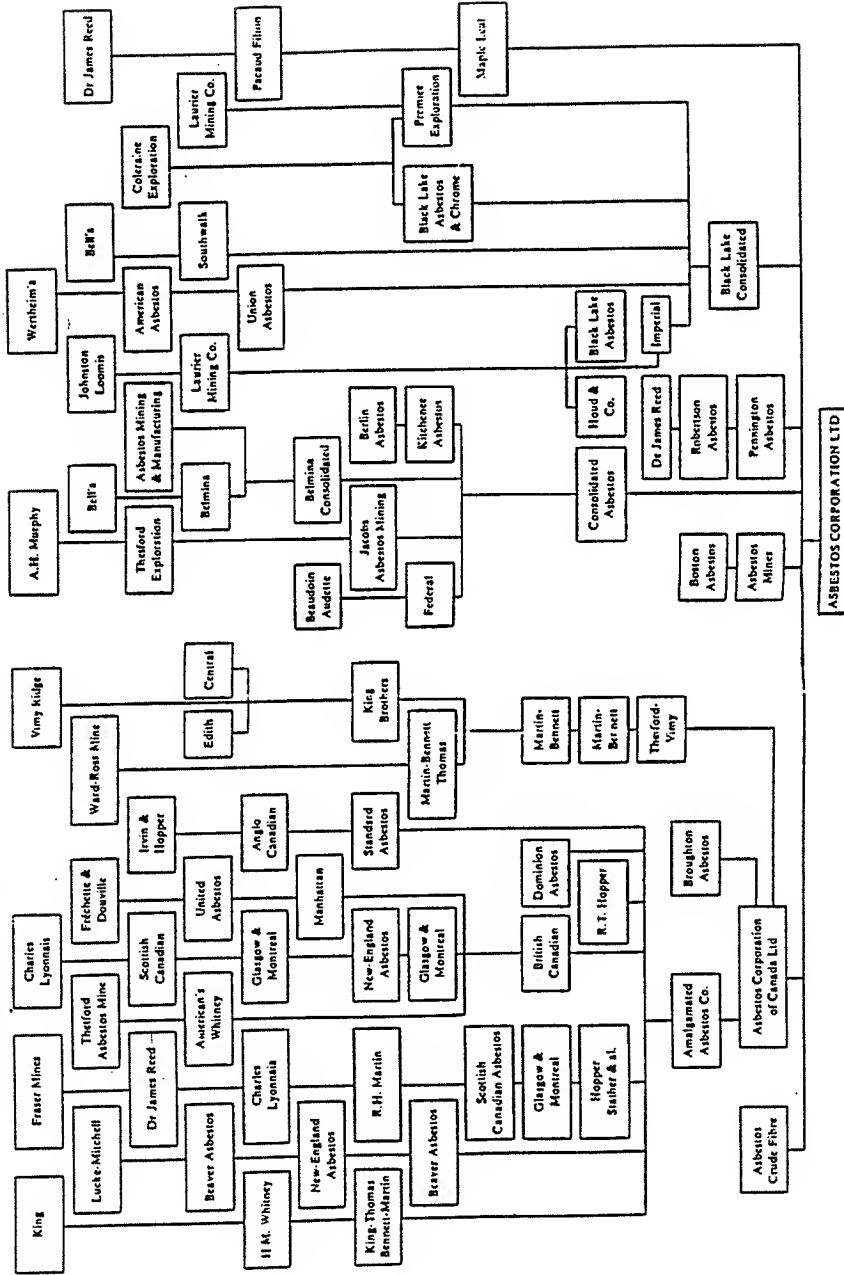 King
H M. Whitney
King-Thomas
Bennett-Martin
Lucke-Mitchell
Beaver Asbestos
New-England
Asbestos
Beaver Asbestos
Fraser Mines
Dr James Reed
Charles
Lyonnaia
R.H. Martin
Scottish
Canadian Asbestos
Glasgow &
Montreal
Hopper
Stather & al.
Thetford
Asbestos Mine
American's
Whitney
Charles
Lyonnais
Scottish
Canadian
Glasgow &
Montreal
New-England
Asbestos
Glasgow &
Montreal
Fréchette &
Douville
United
Asbestos
Manhattan
British
Canadian
Dominion
Asbestos
R.T. Hopper
Irvin &
Hopper
Anglo
Canadian
Standard
Asbestos
Ward-Ross Mine
Martin-Bennett
Thomas
Vimy Ridge
Edith
Central
King
Brothers
Martin-
Bennett
Martin-
Bennett
Thetford-
Vimy
Amalgamated
Asbestos Co.
Broughton
Asbestos
Asbestos
Crude Fibre
Asbestos Corporation
of Canada Ltd
A.H. Murphy
Thetford
Exploration
Jacobs
Asbestos Mining
Beaudoin
Audette
Federal
Bell'a
Asbestos Mining
& Manufacturing
Belmina
Belmina
Consolidated
Berlin
Asbestos
Kitchener
Asbestos
Consolidated
Asbestos
Boston
Asbestos
Asbestos
Mines
Johnston
Loomis
Laurier
Mining Co.
Houd &
Co.
Black Lake
Asbestos
Imperial
De James Reed
Robertson
Asbestos
Pennington
Asbestos
Wertheim'a
American
Asbestos
Union
Asbestos
Bell'a
Southwalk
Coleraine
Exploration
Laurier
Mining Co.
Black Lake
Asbestos
& Chrome
Premier
Exploration
Black Lake
Consolidated
Dr James Reed
Pacaud Filion
Maple Leaf
ASBESTOS CORPORATION LTD